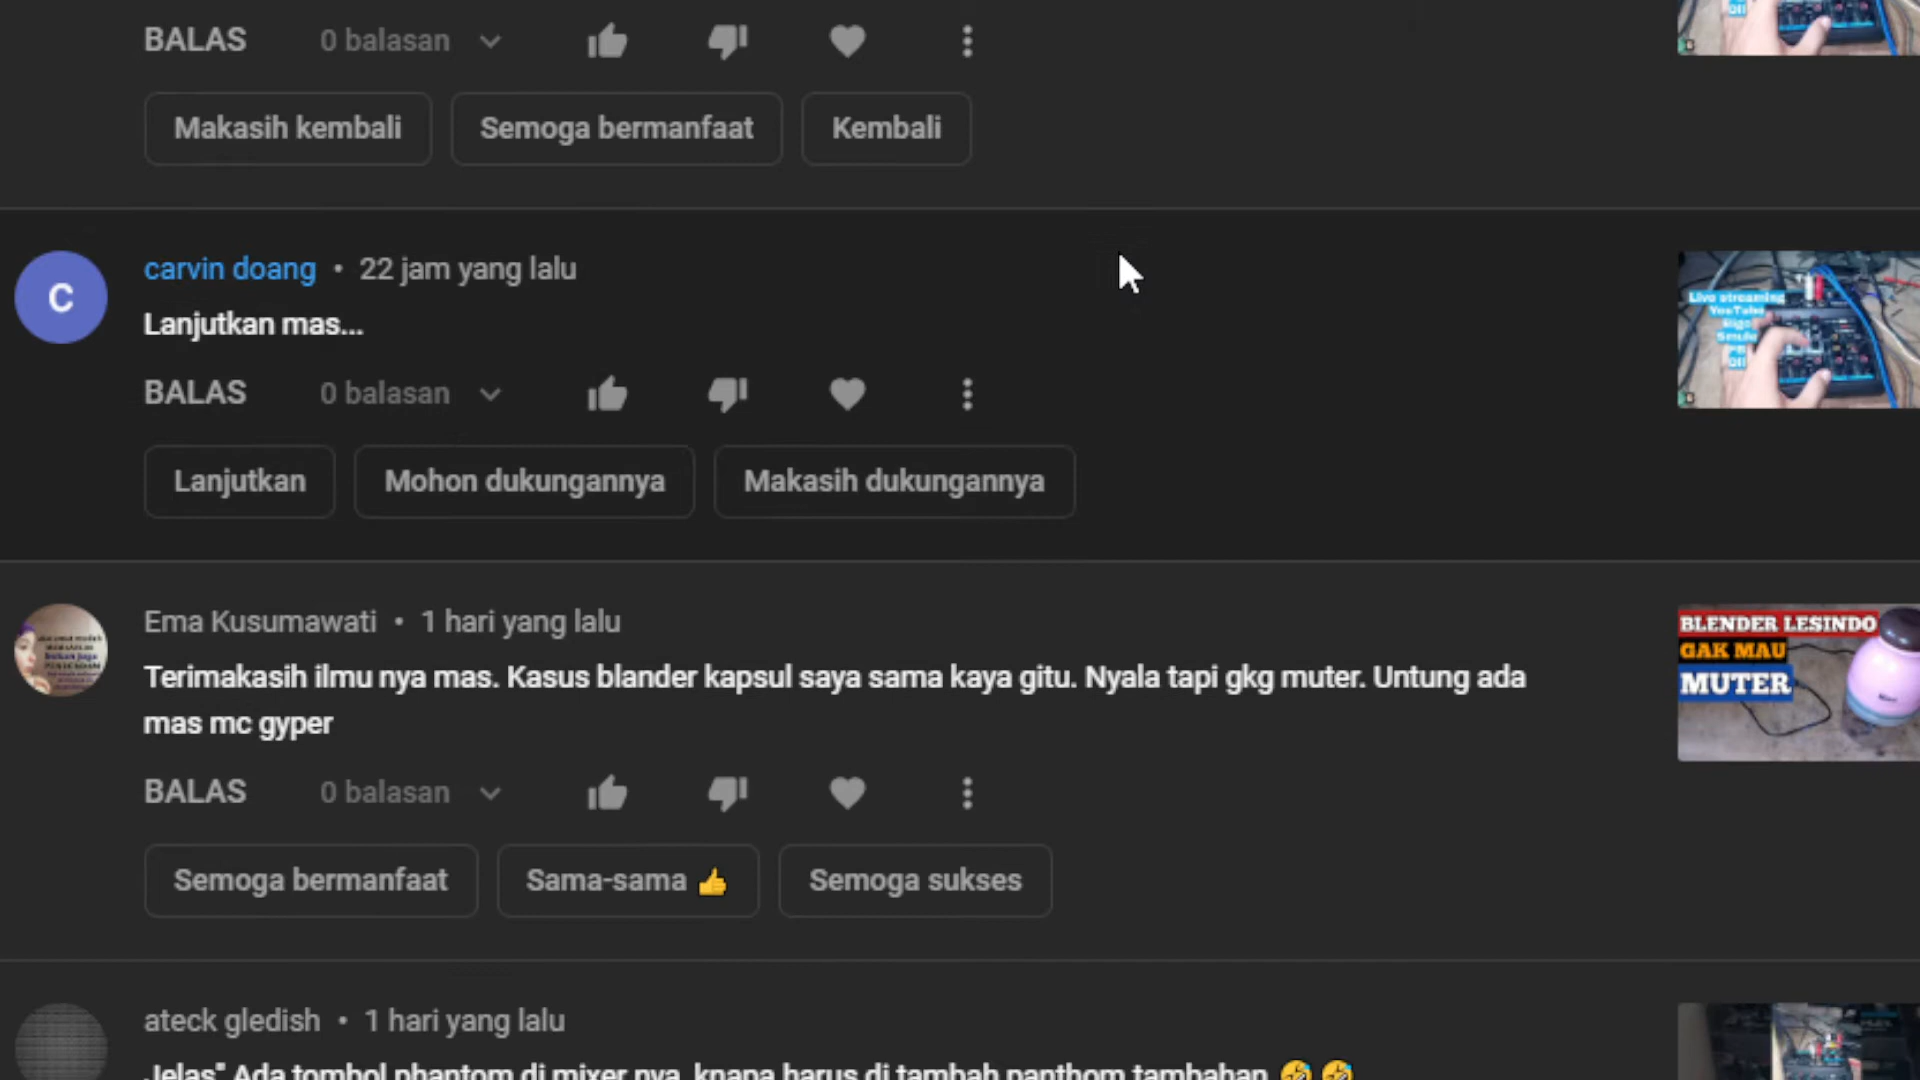 BALAS 0 balasan
Makasih kembali Semoga bermanfaat Kembali
C
carvin doang • 22 jam yang lalu
Lanjutkan mas...
BALAS 0 balasan
Lanjutkan Mohon dukungannya Makasih dukungannya
Live streaming
YouTube
Bigo
Smule
Ema Kusumawati • 1 hari yang lalu
Terimakasih ilmu nya mas. Kasus blander kapsul saya sama kaya gitu. Nyala tapi gkg muter. Untung ada
mas mc gyper
BALAS 0 balasan
Semoga bermanfaat Sama-sama 👍 Semoga sukses
BLENDER LESINDO
GAK MAU
MUTER
ateck gledish • 1 hari yang lalu
Jelas" Ada tombol phantom di mixer nya, knapa harus di tambah panthom tambahan 🤣 🤣